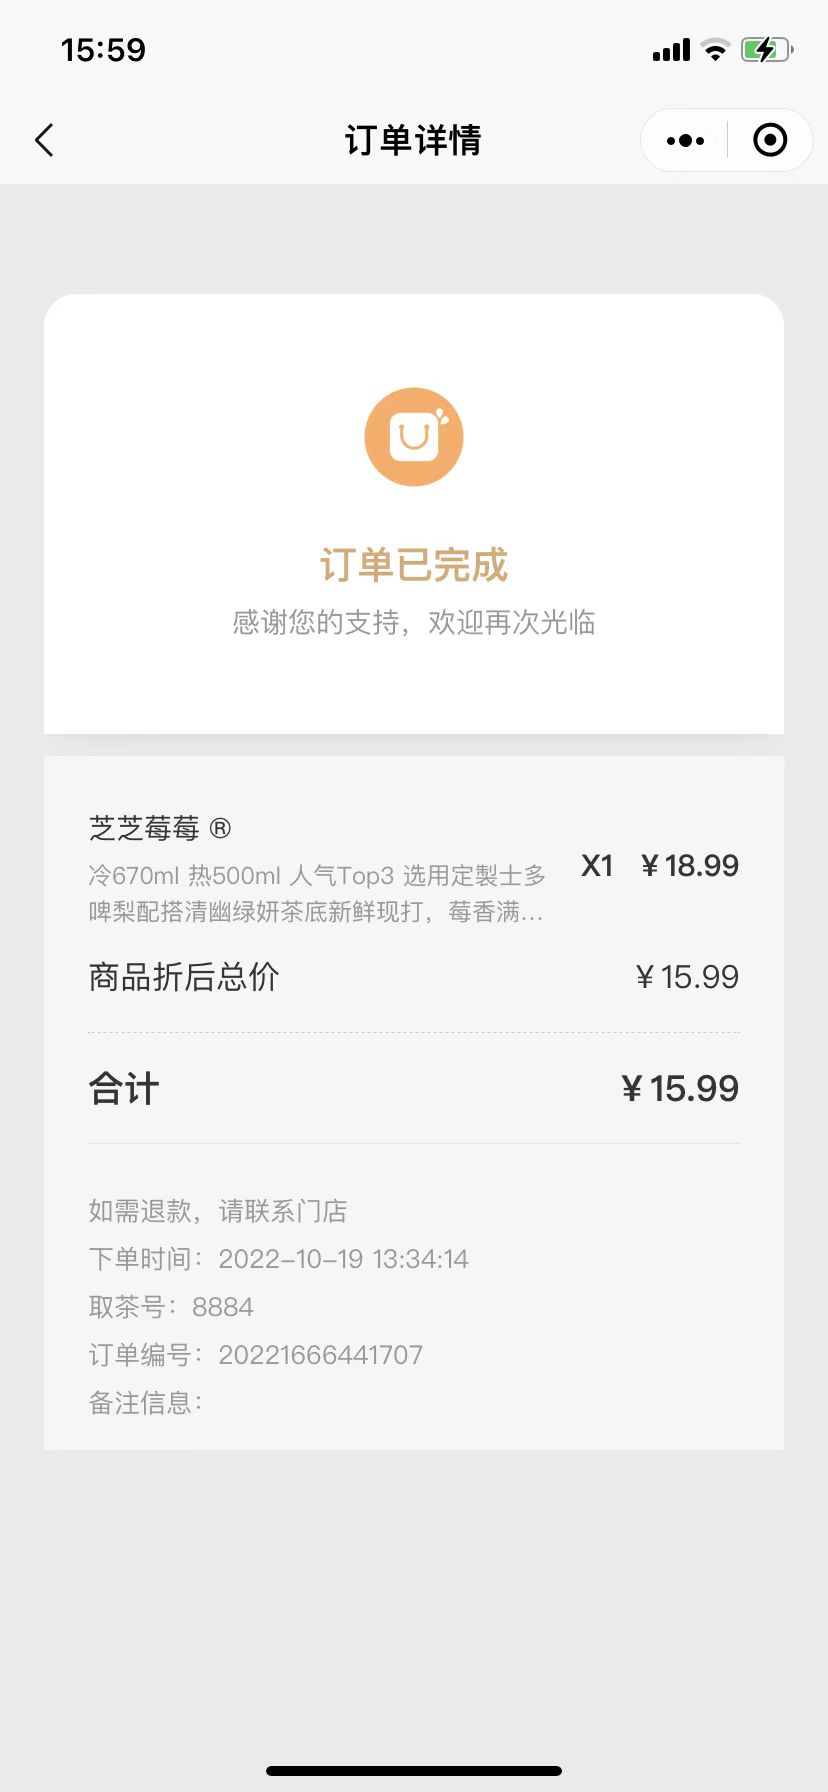 15:59
订单详情
订单已完成
感谢您的支持，欢迎再次光临
芝芝莓莓 ®
冷670ml 热500ml 人气Top3 选用定製士多
啤梨配搭清幽绿妍茶底新鲜现打，莓香满...
X1 ¥18.99
商品折后总价 ¥15.99
合计 ¥15.99
如需退款，请联系门店
下单时间：2022-10-19 13:34:14
取茶号：8884
订单编号：20221666441707
备注信息：